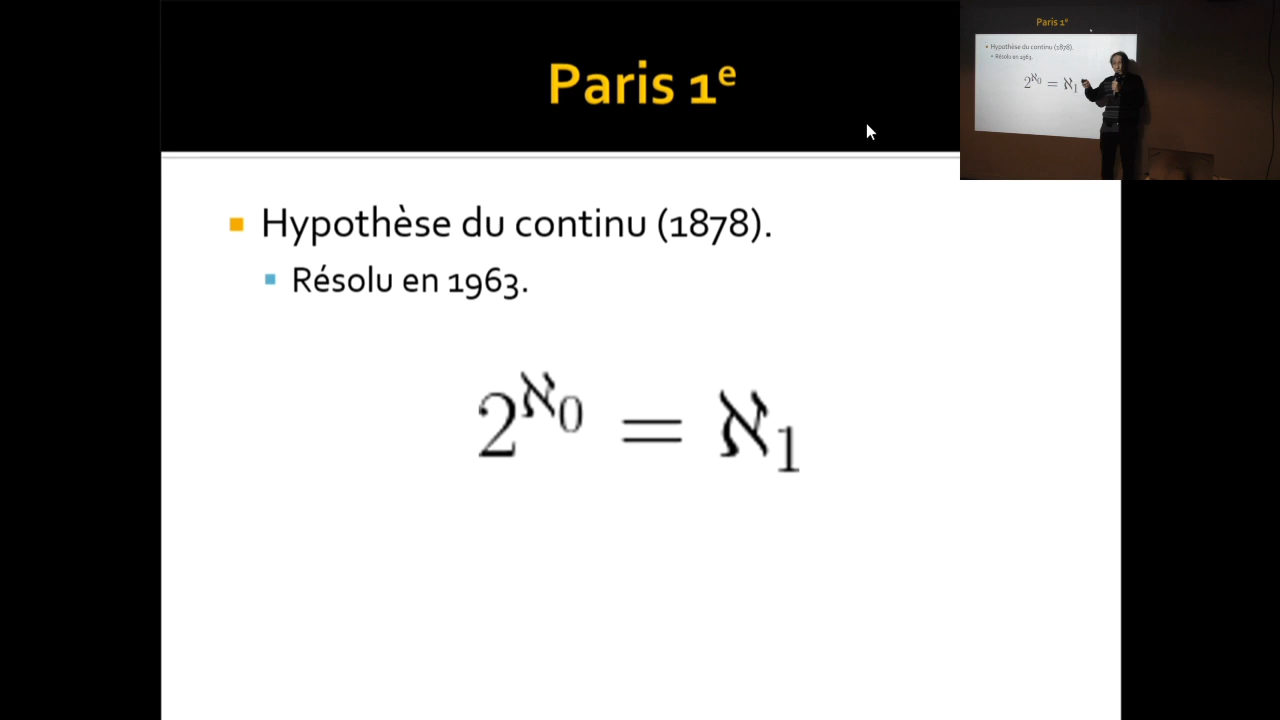 Paris 1ᵉ
Hypothèse du continu (1878).
Résolu en 1963.
2^ℵ₀ = ℵ₁
Paris 1ᵉ
Hypothèse du continu (1878).
Résolu en 1963.
2^ℵ₀ = ℵ₁